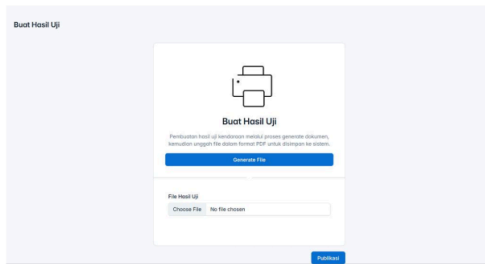 Buat Hasil Uji
Buat Hasil Uji
Pembuatan hasil uji kendaraan melalui proses generate dokumen,
kemudian unggah file dalam format PDF untuk disimpan ke sistem.
Generate File
File Hasil Uji
Choose File No file chosen
Publikasi